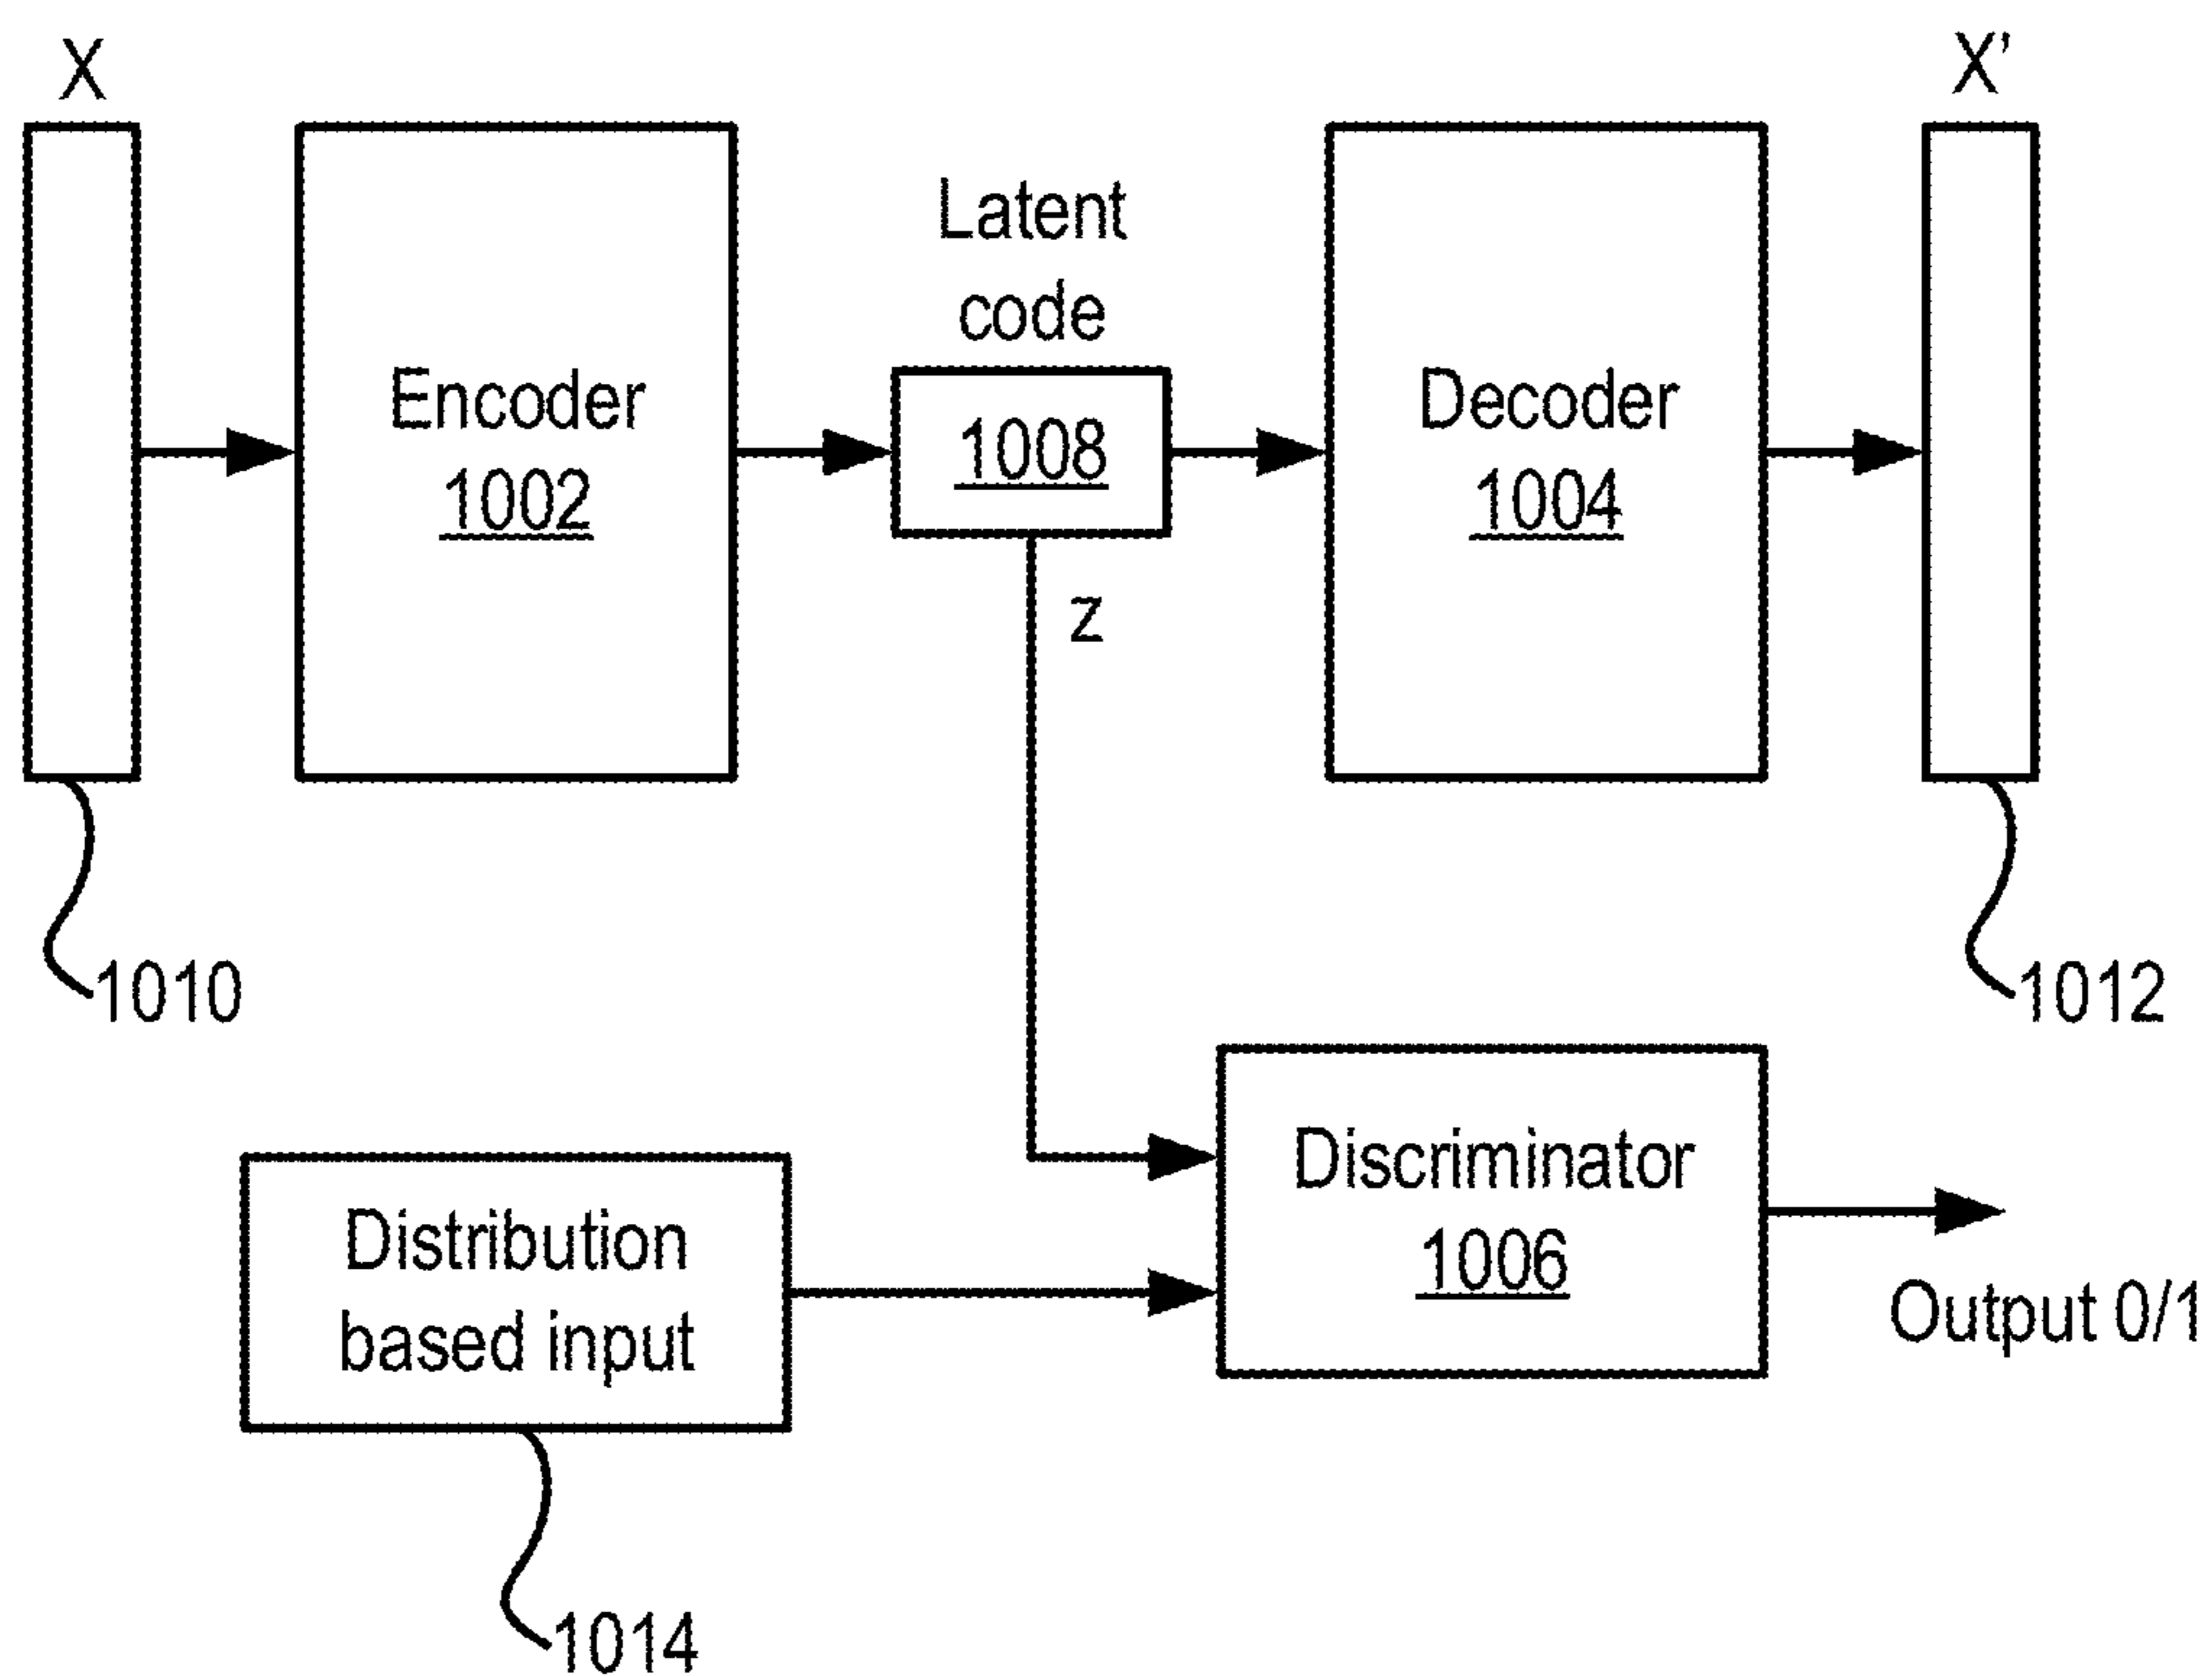 X
X'
Latent
code
Encoder
1002
1008
Decoder
1004
z
1010
1012
Distribution
based input
Discriminator
1006
Output 0/1
1014